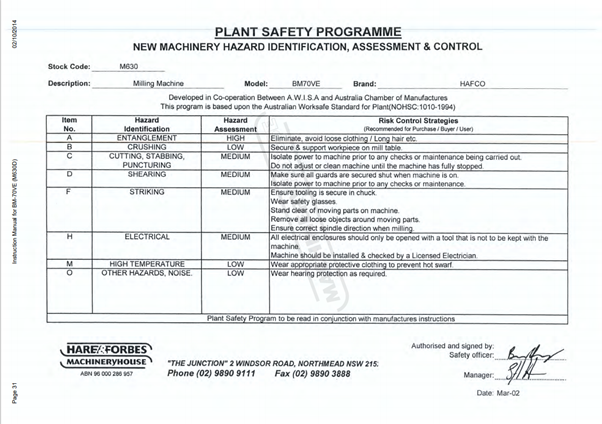 02/10/2014
Instruction Manual for BM-70VE (M630D)
Page 31
PLANT SAFETY PROGRAMME
NEW MACHINERY HAZARD IDENTIFICATION, ASSESSMENT & CONTROL
Stock Code: M630
Description: Milling Machine Model: BM70VE Brand: HAFCO
Developed in Co-operation Between A.W.I.S.A and Australia Chamber of Manufactures
This program is based upon the Australian Worksafe Standard for Plant(NOHSC:1010-1994)
Item Hazard Hazard Risk Control Strategies
No. Identification Assessment (Recommended for Purchase / Buyer / User)
A ENTANGLEMENT HIGH Eliminate, avoid loose clothing / Long hair etc.
B CRUSHING LOW Secure & support workpiece on mill table.
C CUTTING, STABBING, MEDIUM Isolate power to machine prior to any checks or maintenance being carried out.
PUNCTURING Do not adjust or clean machine until the machine has fully stopped.
D SHEARING MEDIUM Make sure all guards are secured shut when machine is on.
Isolate power to machine prior to any checks or maintenance.
F STRIKING MEDIUM Ensure tooling is secure in chuck.
Wear safety glasses.
Stand clear of moving parts on machine.
Remove all loose objects around moving parts.
Ensure correct spindle direction when milling.
H ELECTRICAL MEDIUM All electrical enclosures should only be opened with a tool that is not to be kept with the
machine.
Machine should be installed & checked by a Licensed Electrician.
M HIGH TEMPERATURE LOW Wear appropriate protective clothing to prevent hot swarf.
O OTHER HAZARDS, NOISE. LOW Wear hearing protection as required.
Plant Safety Program to be read in conjunction with manufactures instructions
HARE & FORBES
MACHINERYHOUSE
ABN 96 000 286 957
"THE JUNCTION" 2 WINDSOR ROAD, NORTHMEAD NSW 215.
Phone (02) 9890 9111 Fax (02) 9890 3888
Authorised and signed by:
Safety officer:
Manager:
Date: Mar-02